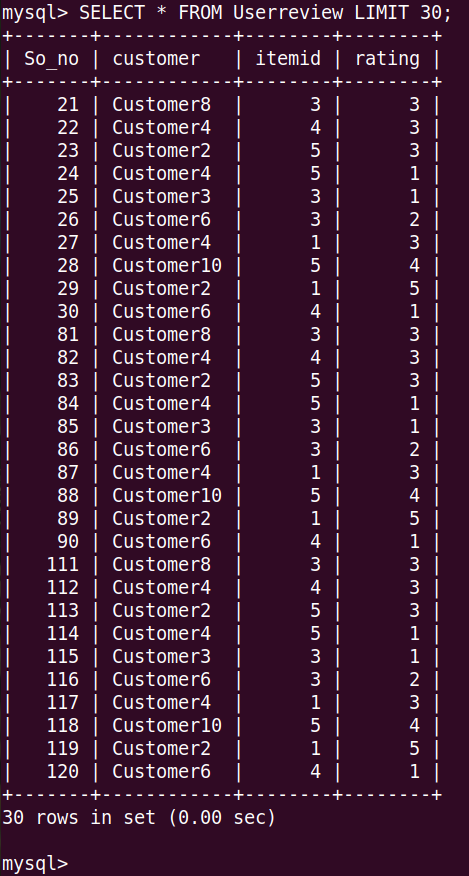 mysql> SELECT * FROM Userreview LIMIT 30;
+-------+------------+--------+--------+
| So_no | customer   | itemid | rating |
+-------+------------+--------+--------+
|    21 | Customer8  |      3 |      3 |
|    22 | Customer4  |      4 |      3 |
|    23 | Customer2  |      5 |      3 |
|    24 | Customer4  |      5 |      1 |
|    25 | Customer3  |      3 |      1 |
|    26 | Customer6  |      3 |      2 |
|    27 | Customer4  |      1 |      3 |
|    28 | Customer10 |      5 |      4 |
|    29 | Customer2  |      1 |      5 |
|    30 | Customer6  |      4 |      1 |
|    81 | Customer8  |      3 |      3 |
|    82 | Customer4  |      4 |      3 |
|    83 | Customer2  |      5 |      3 |
|    84 | Customer4  |      5 |      1 |
|    85 | Customer3  |      3 |      1 |
|    86 | Customer6  |      3 |      2 |
|    87 | Customer4  |      1 |      3 |
|    88 | Customer10 |      5 |      4 |
|    89 | Customer2  |      1 |      5 |
|    90 | Customer6  |      4 |      1 |
|   111 | Customer8  |      3 |      3 |
|   112 | Customer4  |      4 |      3 |
|   113 | Customer2  |      5 |      3 |
|   114 | Customer4  |      5 |      1 |
|   115 | Customer3  |      3 |      1 |
|   116 | Customer6  |      3 |      2 |
|   117 | Customer4  |      1 |      3 |
|   118 | Customer10 |      5 |      4 |
|   119 | Customer2  |      1 |      5 |
|   120 | Customer6  |      4 |      1 |
+-------+------------+--------+--------+
30 rows in set (0.00 sec)
mysql>